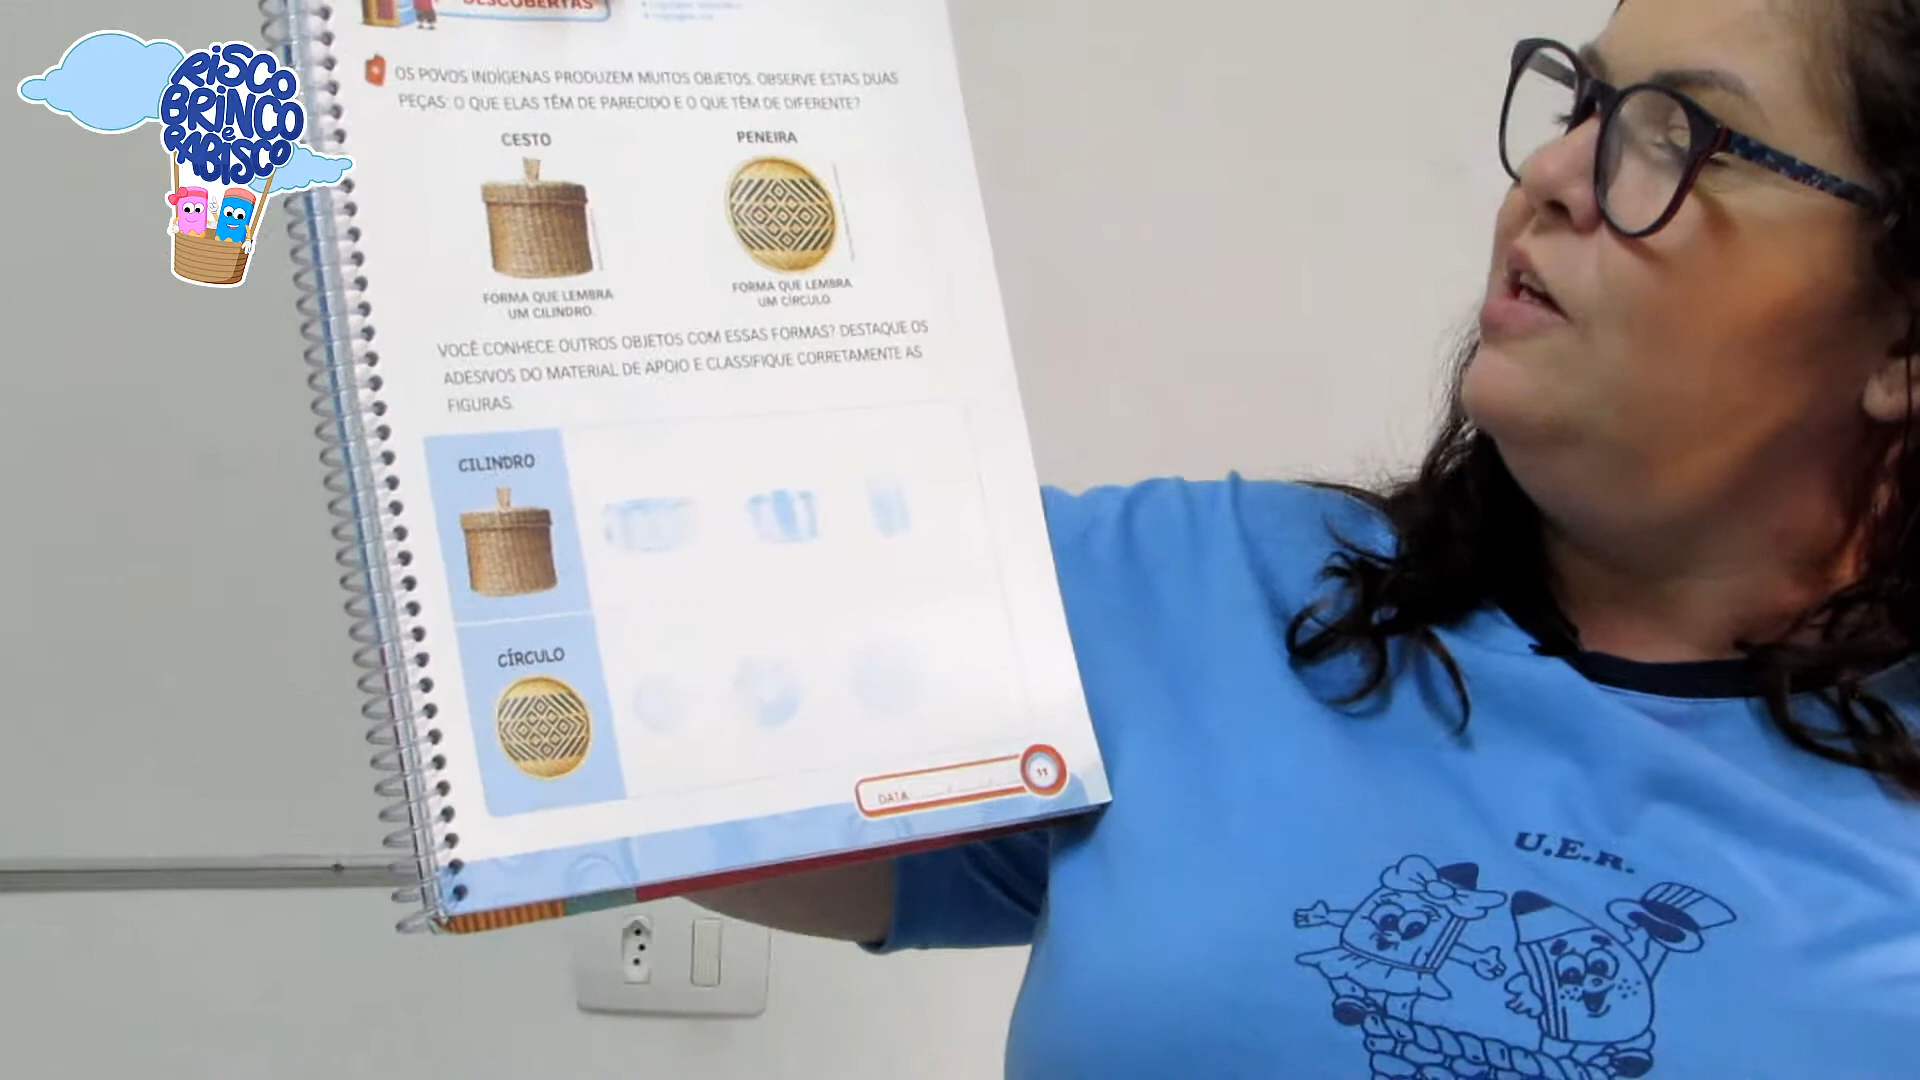 RISCO
BRINCO
e
RABISCO
DESCOBERTAS
OS POVOS INDÍGENAS PRODUZEM MUITOS OBJETOS. OBSERVE ESTAS DUAS
PEÇAS: O QUE ELAS TÊM DE PARECIDO E O QUE TÊM DE DIFERENTE?
CESTO
PENEIRA
FORMA QUE LEMBRA
UM CILINDRO.
FORMA QUE LEMBRA
UM CÍRCULO.
VOCÊ CONHECE OUTROS OBJETOS COM ESSAS FORMAS? DESTAQUE OS
ADESIVOS DO MATERIAL DE APOIO E CLASSIFIQUE CORRETAMENTE AS
FIGURAS.
CILINDRO
CÍRCULO
DATA
11
U.E.R.